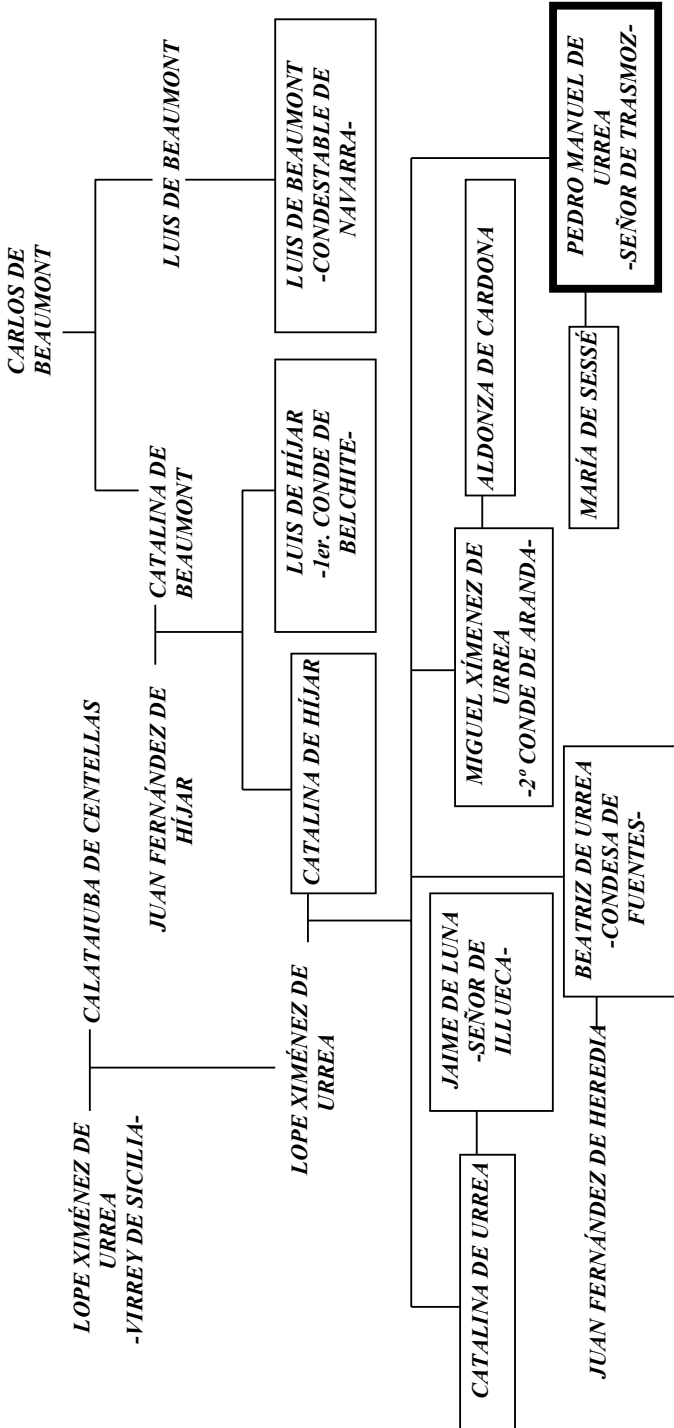 LOPE XIMÉNEZ DE
URREA
-VIRREY DE SICILIA-
CALATAIUBA DE CENTELLAS
CARLOS DE
BEAUMONT
JUAN FERNÁNDEZ DE
HÍJAR
CATALINA DE
BEAUMONT
LUIS DE BEAUMONT
LOPE XIMÉNEZ DE
URREA
CATALINA DE HÍJAR
LUIS DE HÍJAR
-1er. CONDE DE
BELCHITE-
LUIS DE BEAUMONT
-CONDESTABLE DE
NAVARRA-
CATALINA DE URREA
JAIME DE LUNA
-SEÑOR DE
ILLUECA-
MIGUEL XÍMENEZ DE
URREA
-2º CONDE DE ARANDA-
ALDONZA DE CARDONA
JUAN FERNÁNDEZ DE HEREDIA
BEATRIZ DE URREA
-CONDESA DE
FUENTES-
MARÍA DE SESSÉ
PEDRO MANUEL DE
URREA
-SEÑOR DE TRASMOZ-